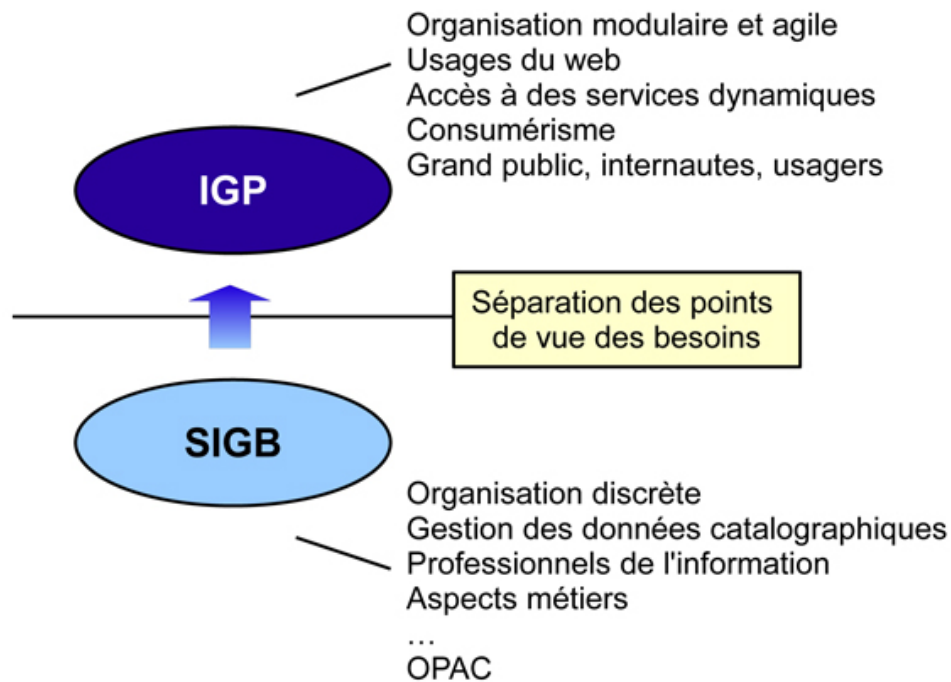 Organisation modulaire et agile
Usages du web
Accès à des services dynamiques
Consumérisme
Grand public, internautes, usagers
IGP
Séparation des points
de vue des besoins
SIGB
Organisation discrète
Gestion des données catalographiques
Professionnels de l'information
Aspects métiers
...
OPAC